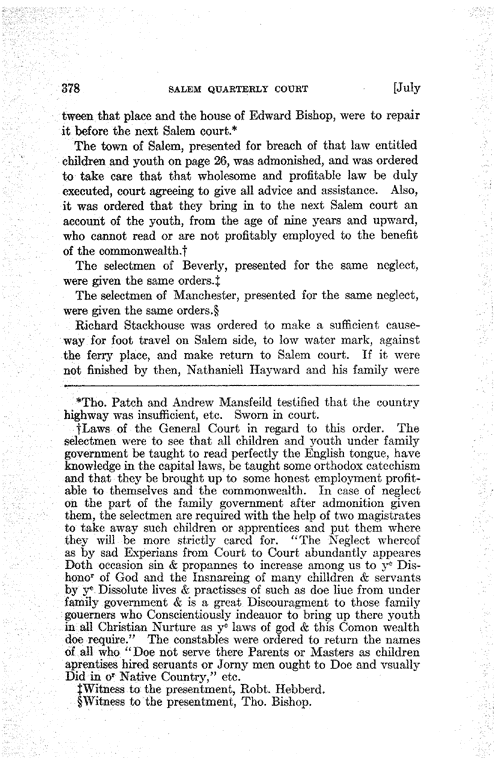 378 SALEM QUARTERLY COURT [July
tween that place and the house of Edward Bishop, were to repair
it before the next Salem court.*
The town of Salem, presented for breach of that law entitled
children and youth on page 26, was admonished, and was ordered
to take care that that wholesome and profitable law be duly
executed, court agreeing to give all advice and assistance. Also,
it was ordered that they bring in to the next Salem court an
account of the youth, from the age of nine years and upward,
who cannot read or are not profitably employed to the benefit
of the commonwealth.†
The selectmen of Beverly, presented for the same neglect,
were given the same orders.‡
The selectmen of Manchester, presented for the same neglect,
were given the same orders.§
Richard Stackhouse was ordered to make a sufficient cause-
way for foot travel on Salem side, to low water mark, against
the ferry place, and make return to Salem court. If it were
not finished by then, Nathaniell Hayward and his family were
*Tho. Patch and Andrew Mansfeild testified that the country
highway was insufficient, etc. Sworn in court.
†Laws of the General Court in regard to this order. The
selectmen were to see that all children and youth under family
government be taught to read perfectly the English tongue, have
knowledge in the capital laws, be taught some orthodox catechism
and that they be brought up to some honest employment profit-
able to themselves and the commonwealth. In case of neglect
on the part of the family government after admonition given
them, the selectmen are required with the help of two magistrates
to take away such children or apprentices and put them where
they will be more strictly cared for. "The Neglect whereof
as by sad Experians from Court to Court abundantly appeares
Doth occasion sin & propannes to increase among us to yᵉ Dis-
honoʳ of God and the Insnareing of many chilldren & servants
by yᵉ Dissolute lives & practisses of such as doe liue from under
family government & is a great Discouragment to those family
gouerners who Conscientiously indeauor to bring up there youth
in all Christian Nurture as yᵉ laws of god & this Comon wealth
doe require." The constables were ordered to return the names
of all who "Doe not serve there Parents or Masters as children
aprentises hired seruants or Jorny men ought to Doe and vsually
Did in oʳ Native Country," etc.
‡Witness to the presentment, Robt. Hebberd.
§Witness to the presentment, Tho. Bishop.